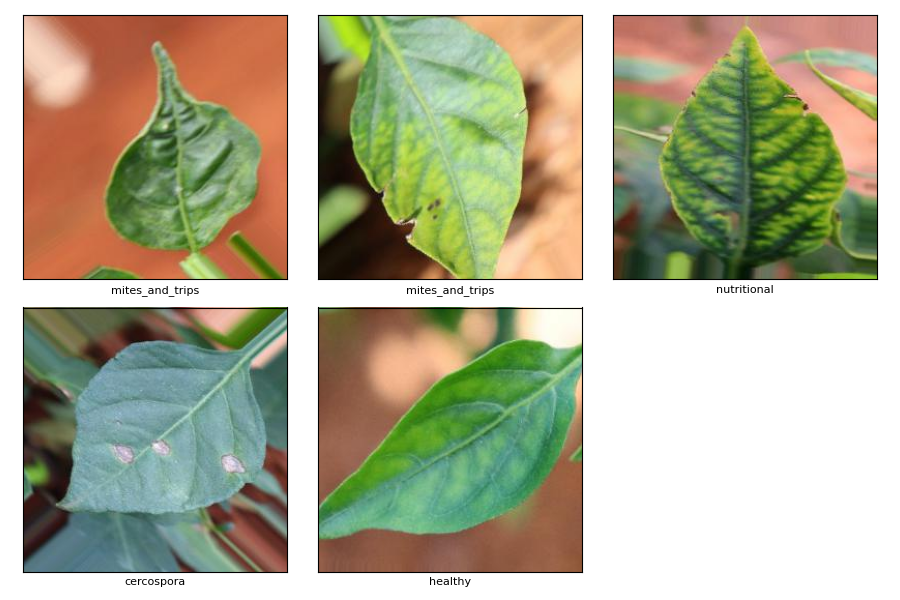 mites_and_trips
mites_and_trips
nutritional
cercospora
healthy